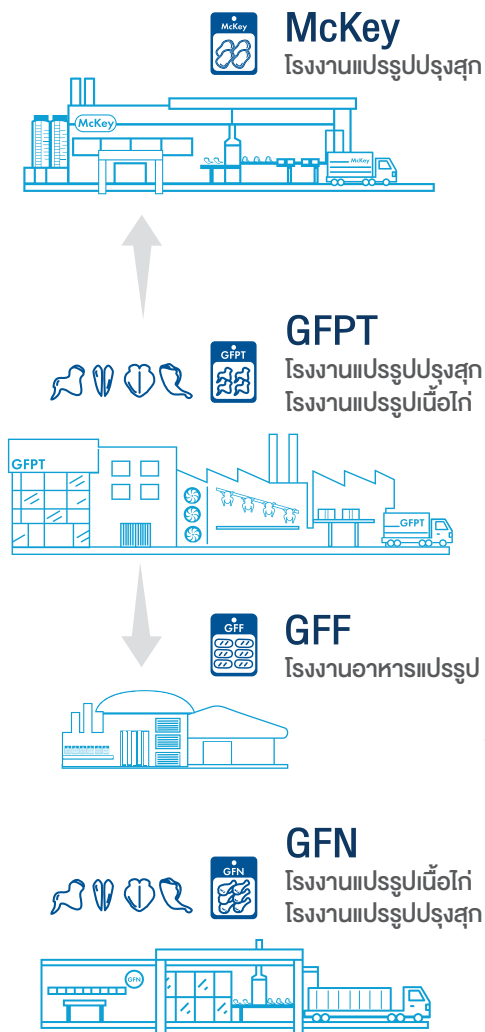 McKey
McKey
โรงงานแปรรูปปรุงสุก
McKey
McKey
GFPT
GFPT
โรงงานแปรรูปปรุงสุก
โรงงานแปรรูปเนื้อไก่
GFPT
GFPT
GFF
GFF
โรงงานอาหารแปรรูป
GFN
GFN
โรงงานแปรรูปเนื้อไก่
โรงงานแปรรูปปรุงสุก
GFN